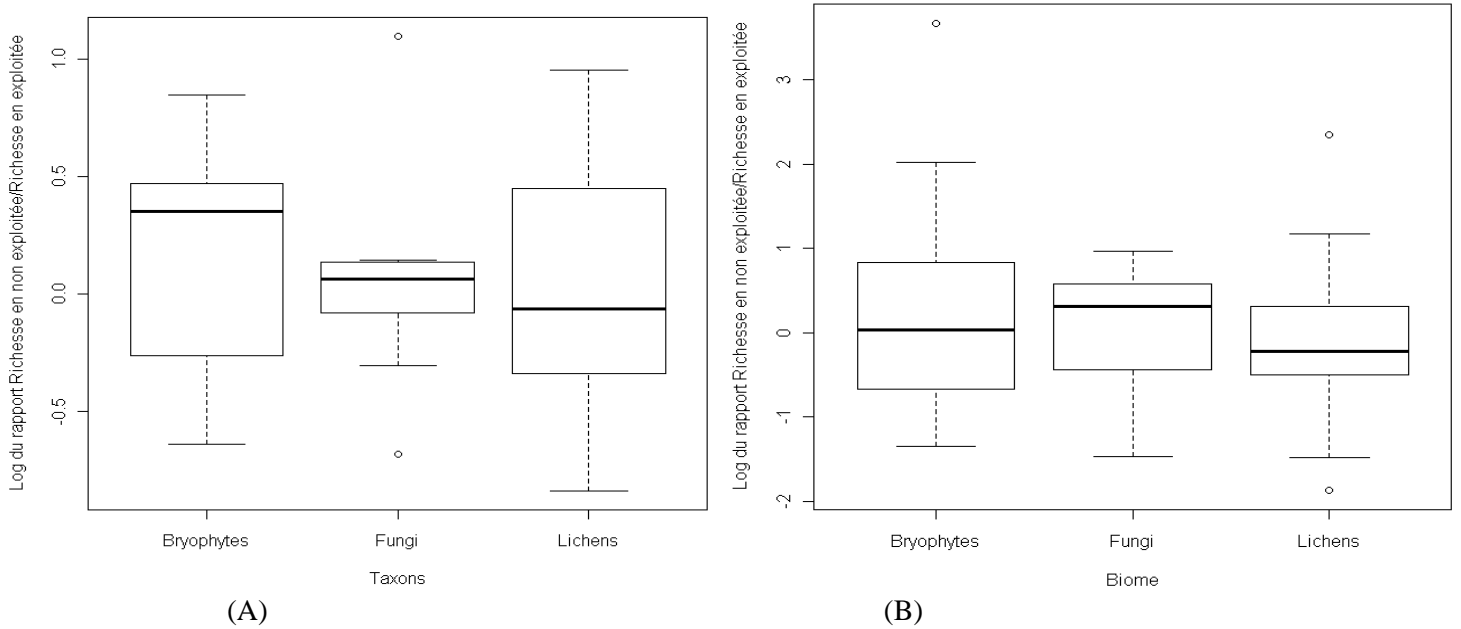 Log du rapport Richesse en non exploitée/Richesse en exploitée
1.0
0.5
0.0
-0.5
Bryophytes
Fungi
Lichens
Taxons
(A)
Log du rapport Richesse en non exploitée/Richesse en exploitée
3
2
1
0
-1
-2
Bryophytes
Fungi
Lichens
Biome
(B)